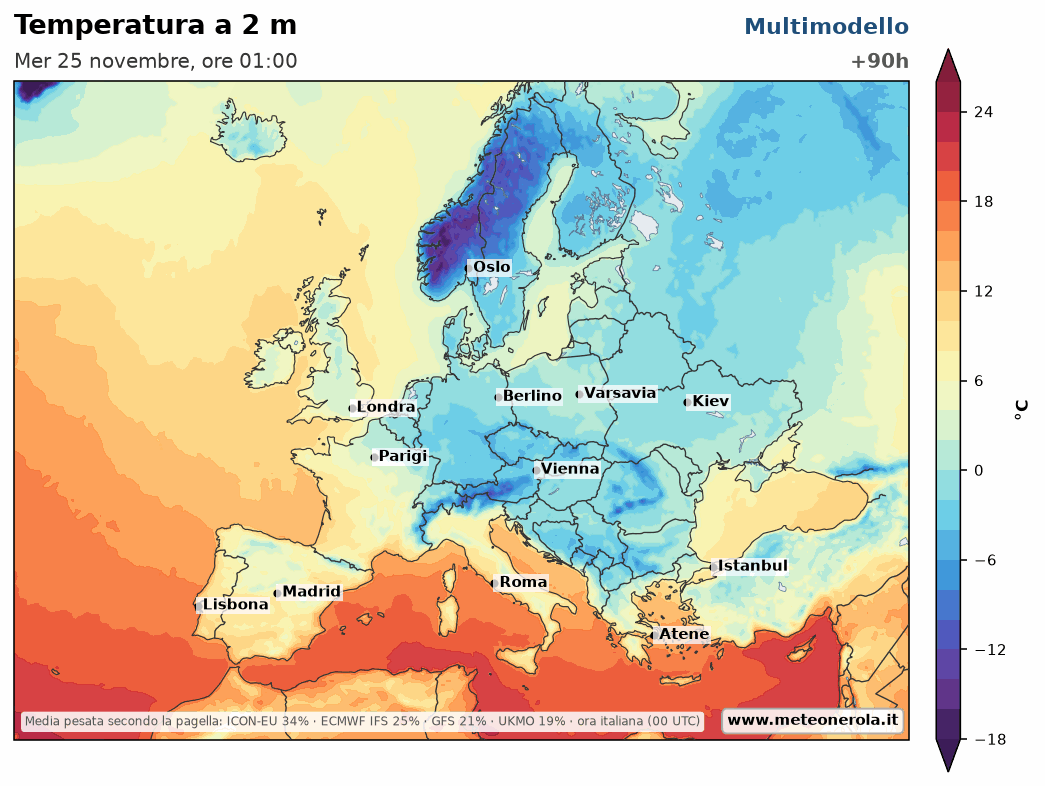 Temperatura a 2 m
Multimodello
Mer 25 novembre, ore 01:00
+90h
24
18
12
6
0
−6
−12
−18
°C
Oslo
Londra
Berlino
Varsavia
Kiev
Parigi
Vienna
Istanbul
Roma
Madrid
Lisbona
Atene
Media pesata secondo la pagella: ICON-EU 34% · ECMWF IFS 25% · GFS 21% · UKMO 19% · ora italiana (00 UTC)
www.meteonerola.it